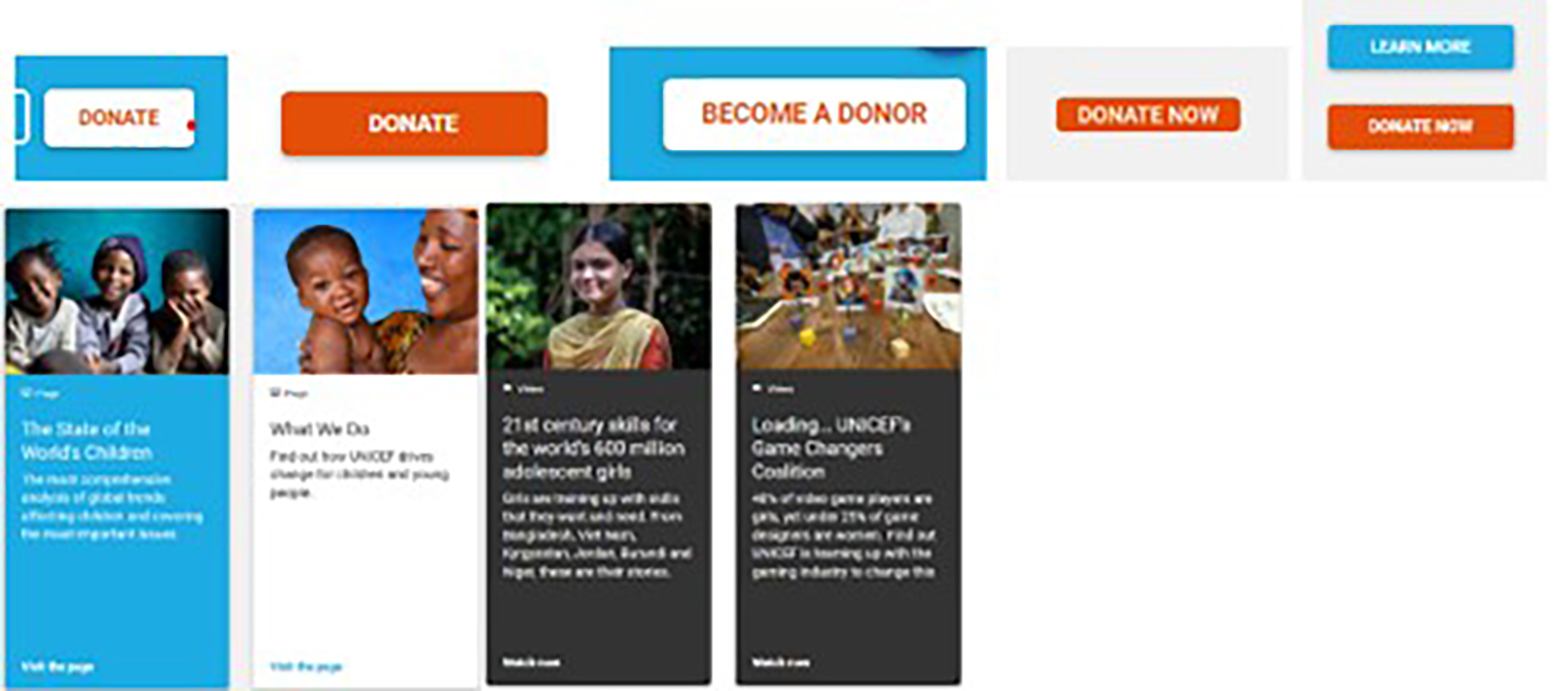 DONATE
DONATE
BECOME A DONOR
DONATE NOW
LEARN MORE
DONATE NOW
Page
The State of the
World's Children
The most comprehensive
analysis of global trends
affecting children and covering
the most important issues
Visit the page
Page
What We Do
Find out how UNICEF drives
change for children and young
people.
Visit the page
Video
21st century skills for
the world's 600 million
adolescent girls
Girls are teaming up with skills
that they want and need. From
Bangladesh, Viet Nam,
Kyrgyzstan, Jordan, Burundi and
Niger, these are their stories.
Watch now
Video
Loading... UNICEF's
Game Changers
Coalition
48% of video game players are
girls, yet under 25% of game
designers are women. Find out
UNICEF is teaming up with the
gaming industry to change this
Watch now